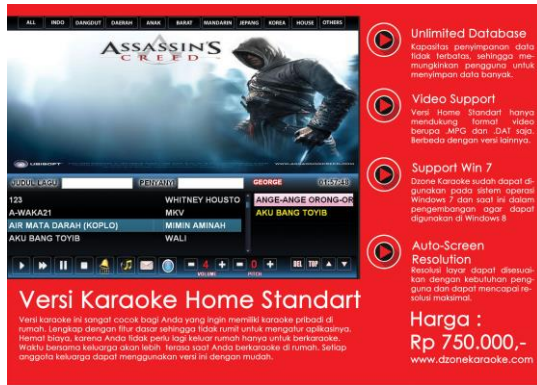 ALL INDO DANGDUT DAERAH ANAK BARAT MANDARIN JEPANG KOREA HOUSE OTHERS
ASSASSIN'S
CREED
UBISOFT
JUDUL LAGU PENYANYI GEORGE 01:57:48
123 WHITNEY HOUSTO
A-WAKA21 MKV
AIR MATA DARAH (KOPLO) MIMIN AMINAH
AKU BANG TOYIB WALI
ANGE-ANGE ORONG-OR
AKU BANG TOYIB
- 4 + - 0 + DEL TOP
VOLUME PITCH
Unlimited Database
Kapasitas penyimpanan data
tidak terbatas, sehingga me-
mungkinkan pengguna untuk
menyimpan data banyak.
Video Support
Versi Home Standart hanya
mendukung format video
berupa .MPG dan .DAT saja.
Berbeda dengan versi lainnya.
Support Win 7
Dzone Karaoke sudah dapat di-
gunakan pada sistem operasi
Windows 7 dan saat ini dalam
pengembangan agar dapat
digunakan di Windows 8
Auto-Screen
Resolution
Resolusi layar dapat disesuai-
kan dengan kebutuhan peng-
guna dan dapat mencapai re-
solusi maksimal.
Versi Karaoke Home Standart
Versi karaoke ini sangat cocok bagi Anda yang ingin memiliki karaoke pribadi di
rumah. Lengkap dengan fitur dasar sehingga tidak rumit untuk mengatur aplikasinya.
Hemat biaya, karena Anda tidak perlu lagi keluar rumah hanya untuk berkaraoke.
Waktu bersama keluarga akan lebih terasa saat Anda berkaraoke di rumah. Setiap
anggota keluarga dapat menggunakan versi ini dengan mudah.
Harga :
Rp 750.000,-
www.dzonekaraoke.com